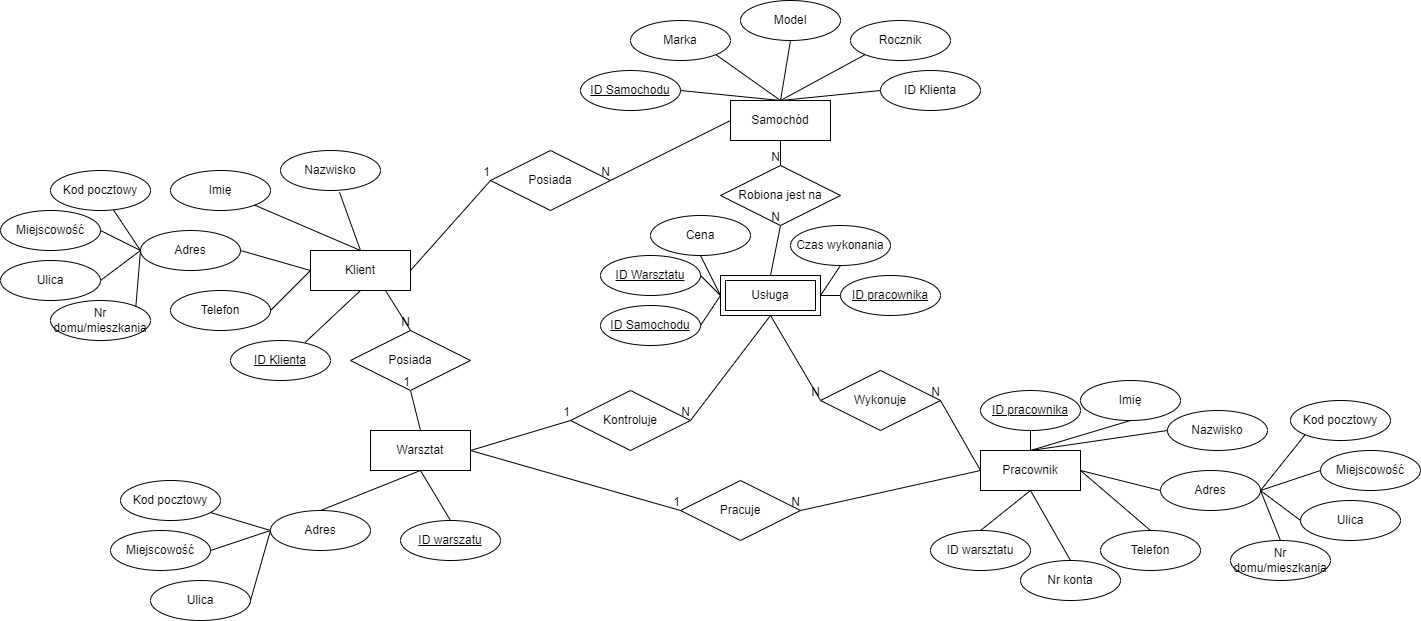 Model
Marka
Rocznik
ID Samochodu
ID Klienta
Samochód
N
Nazwisko
1
Posiada
N
Kod pocztowy
Imię
Robiona jest na
Miejscowość
N
Adres
Cena
Czas wykonania
Klient
ID Warsztatu
Ulica
Usługa
ID pracownika
Telefon
Nr
domu/mieszkania
N
ID Samochodu
ID Klienta
Posiada
1
1
Kontroluje
N
N
Wykonuje
N
ID pracownika
Imię
Nazwisko
Kod pocztowy
Warsztat
Pracownik
Miejscowość
Adres
Kod pocztowy
1
Pracuje
N
Ulica
Adres
ID warszatu
Miejscowość
ID warsztatu
Telefon
Nr
domu/mieszkania
Nr konta
Ulica